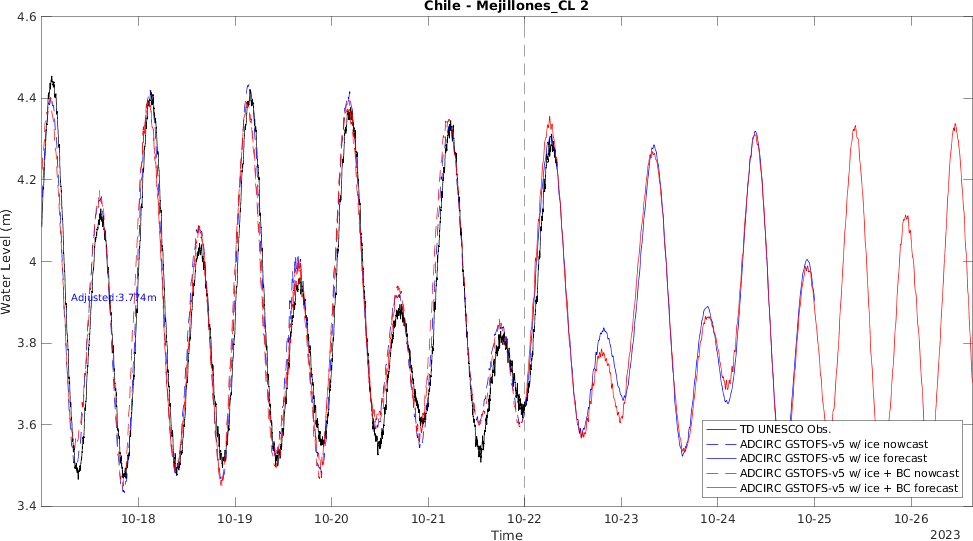 Chile - Mejillones_CL 2
Water Level (m)
4.6
4.4
4.2
4
3.8
3.6
3.4
Adjusted:3.774m
TD UNESCO Obs.
ADCIRC GSTOFS-v5 w/ ice nowcast
ADCIRC GSTOFS-v5 w/ ice forecast
ADCIRC GSTOFS-v5 w/ ice + BC nowcast
ADCIRC GSTOFS-v5 w/ ice + BC forecast
10-18 10-19 10-20 10-21 10-22 10-23 10-24 10-25 10-26
Time
2023